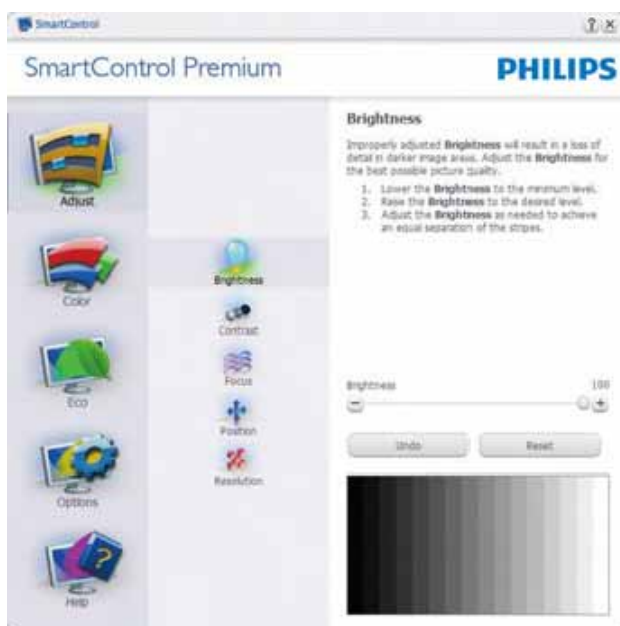 SmartControl
? x
SmartControl Premium
PHILIPS
Adjust
Color
Eco
Options
Help
Brightness
Contrast
Focus
Position
Resolution
Brightness
Improperly adjusted Brightness will result in a loss of
detail in darker image areas. Adjust the Brightness for
the best possible picture quality.
1. Lower the Brightness to the minimum level.
2. Raise the Brightness to the desired level.
3. Adjust the Brightness as needed to achieve
an equal separation of the stripes.
Brightness 100
- +
Undo Reset
?